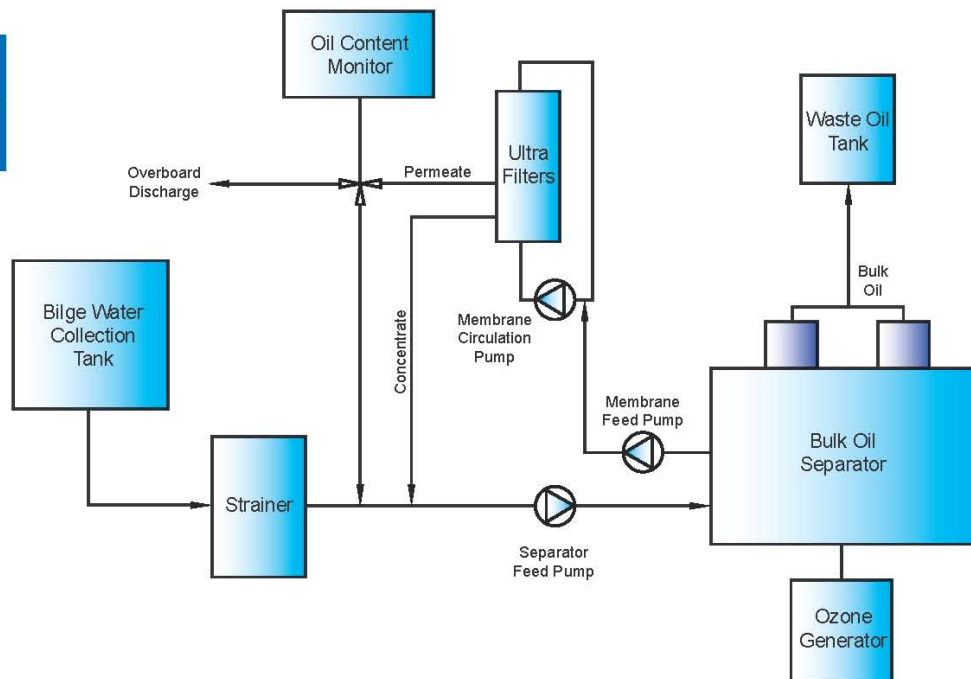 Oil Content
Monitor
Ultra
Filters
Waste Oil
Tank
Overboard
Discharge
Permeate
Bilge Water
Collection
Tank
Concentrate
Membrane
Circulation
Pump
Bulk
Oil
Membrane
Feed Pump
Bulk Oil
Separator
Strainer
Separator
Feed Pump
Ozone
Generator